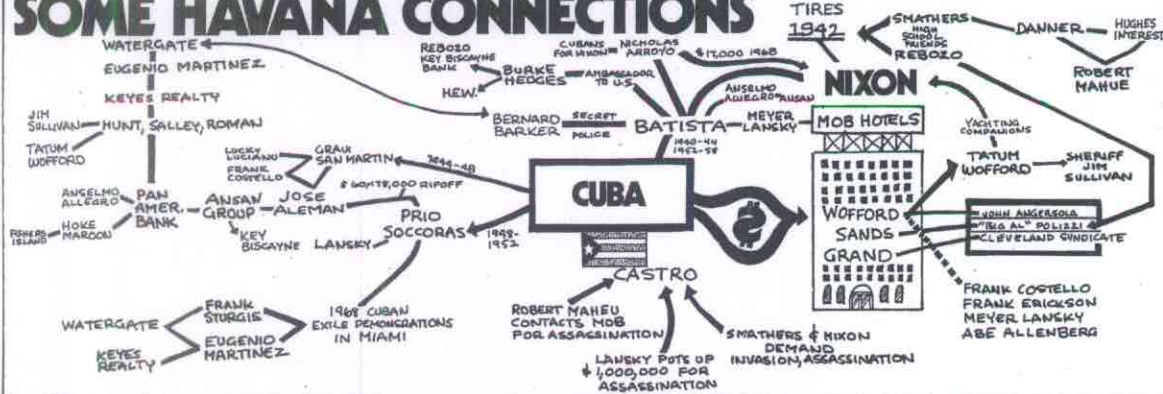 SOME HAVANA CONNECTIONS
TIRES
1942
SMATHERS
HIGH
SCHOOL
FRIENDS
REBOZO
DANNER
HUGHES
INTEREST
ROBERT
MAHUE
NIXON
WATERGATE
EUGENIO MARTINEZ
KEYES REALTY
JIM
SULLIVAN
TATUM
WOFFORD
HUNT, SALLEY, ROMAN
REBOZO
KEY BISCAYNE
BANK
H.E.W.
BURKE
HEDGES
CUBANS
FOR NIXON
NICHOLAS
ARROYO
$17,000 1968
AMBASSADOR
TO U.S.
ANSELMO
ALLEGRO
ANSAN
BERNARD
BARKER
SECRET
POLICE
BATISTA
1940-44
1952-58
MEYER
LANSKY
MOB HOTELS
YACHTING
COMPANIONS
TATUM
WOFFORD
SHERIFF
JIM
SULLIVAN
LUCKY
LUCIANO
FRANK
COSTELLO
GRAU
SAN MARTIN
1944-48
$60-175,000 RIPOFF
ANSELMO
ALLEGRO
FISHERS
ISLAND
HOKE
MAROON
PAN
AMER.
BANK
ANSAN
GROUP
KEY
BISCAYNE
JOSE
ALEMAN
PRIO
SOCCORAS
LANSKY
1948-
1952
CUBA
$
WOFFORD
SANDS
GRAND
JOHN ANGERSOLA
"BIG AL" POLIZZI
CLEVELAND SYNDICATE
FRANK COSTELLO
FRANK ERICKSON
MEYER LANSKY
ABE ALLENBERG
CASTRO
ROBERT MAHEU
CONTACTS MOB
FOR ASSASSINATION
LANSKY PUTS UP
$1,000,000 FOR
ASSASSINATION
SMATHERS & NIXON
DEMAND
INVASION, ASSASSINATION
WATERGATE
KEYES
REALTY
FRANK
STURGIS
EUGENIO
MARTINEZ
1968 CUBAN
EXILE DEMONSTRATIONS
IN MIAMI